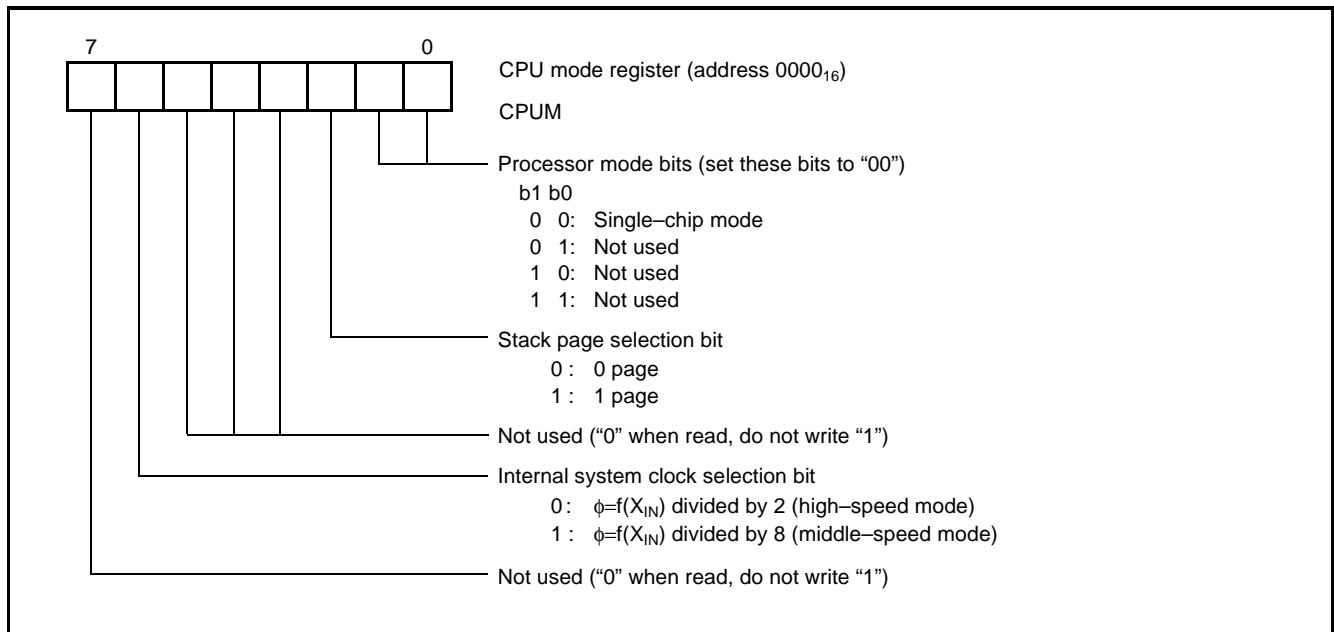 7 0
CPU mode register (address 0000₁₆)
CPUM
Processor mode bits (set these bits to “00”)
b1 b0
0 0: Single–chip mode
0 1: Not used
1 0: Not used
1 1: Not used
Stack page selection bit
0 : 0 page
1 : 1 page
Not used (“0” when read, do not write “1”)
Internal system clock selection bit
0 : ϕ=f(X_IN) divided by 2 (high–speed mode)
1 : ϕ=f(X_IN) divided by 8 (middle–speed mode)
Not used (“0” when read, do not write “1”)